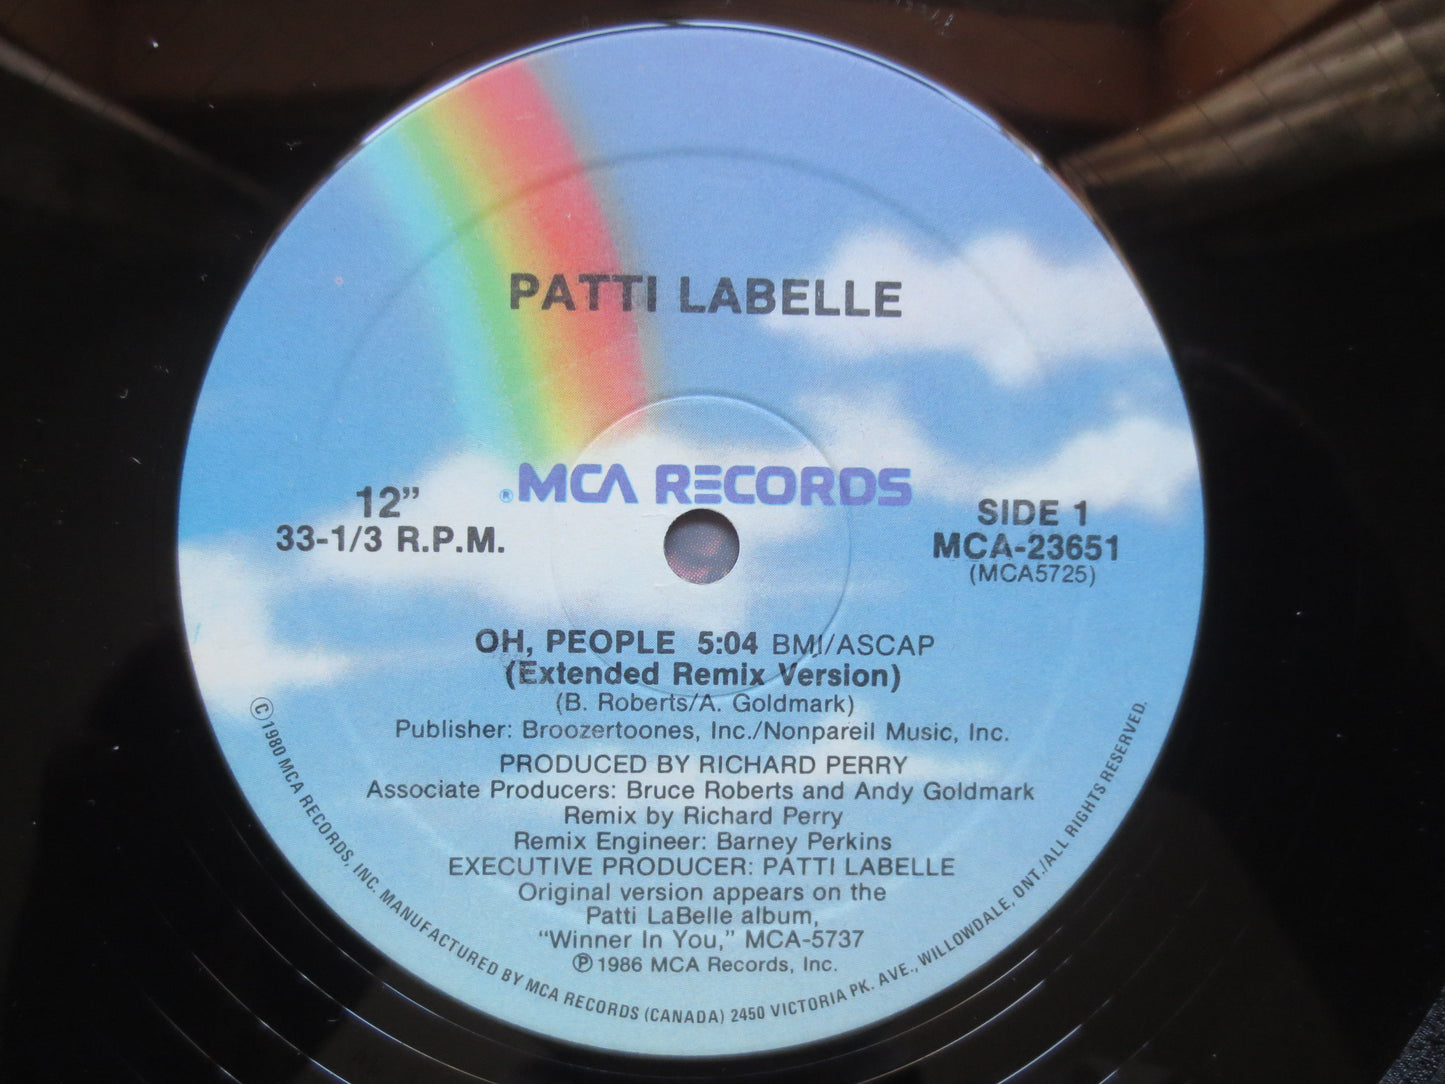 PATTI LABELLE
® MCA RECORDS
12”
33-1/3 R.P.M.
SIDE 1
MCA-23651
(MCA5725)
OH, PEOPLE 5:04 BMI/ASCAP
(Extended Remix Version)
(B. Roberts/A. Goldmark)
Publisher: Broozertoones, Inc./Nonpareil Music, Inc.
PRODUCED BY RICHARD PERRY
Associate Producers: Bruce Roberts and Andy Goldmark
Remix by Richard Perry
Remix Engineer: Barney Perkins
EXECUTIVE PRODUCER: PATTI LABELLE
Original version appears on the
Patti LaBelle album,
“Winner In You,” MCA-5737
℗ 1986 MCA Records, Inc.
© 1980 MCA RECORDS, INC. MANUFACTURED BY MCA RECORDS (CANADA) 2450 VICTORIA PK. AVE., WILLOWDALE, ONT./ALL RIGHTS RESERVED.